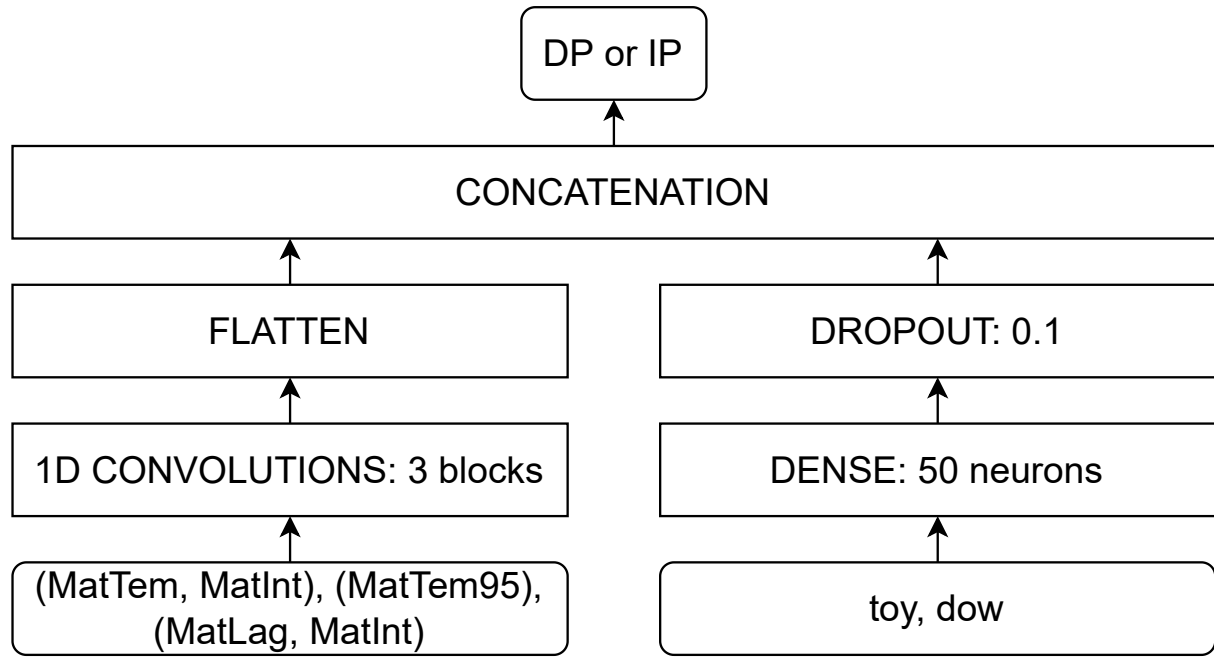 DP or IP
CONCATENATION
FLATTEN
DROPOUT: 0.1
1D CONVOLUTIONS: 3 blocks
DENSE: 50 neurons
(MatTem, MatInt), (MatTem95),
(MatLag, MatInt)
toy, dow